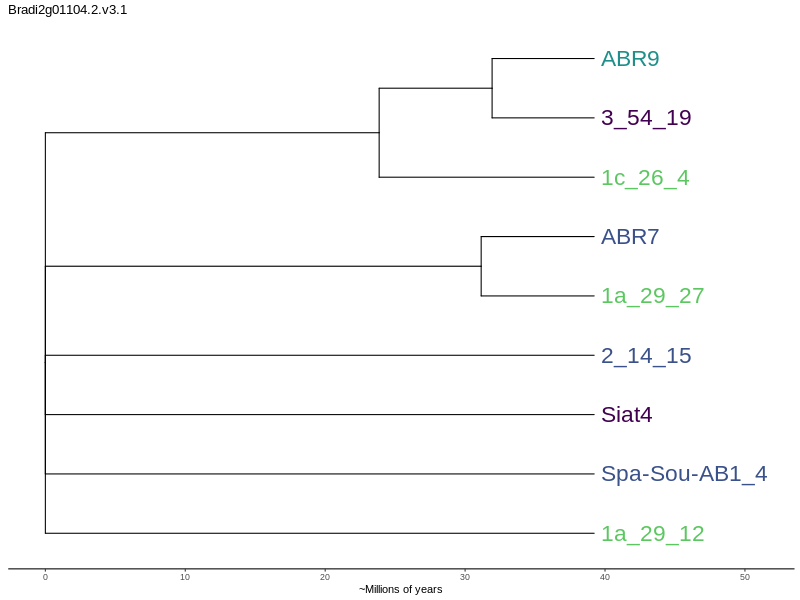 Bradi2g01104.2.v3.1
ABR9
3_54_19
1c_26_4
ABR7
1a_29_27
2_14_15
Siat4
Spa-Sou-AB1_4
1a_29_12
0 10 20 30 40 50
~Millions of years